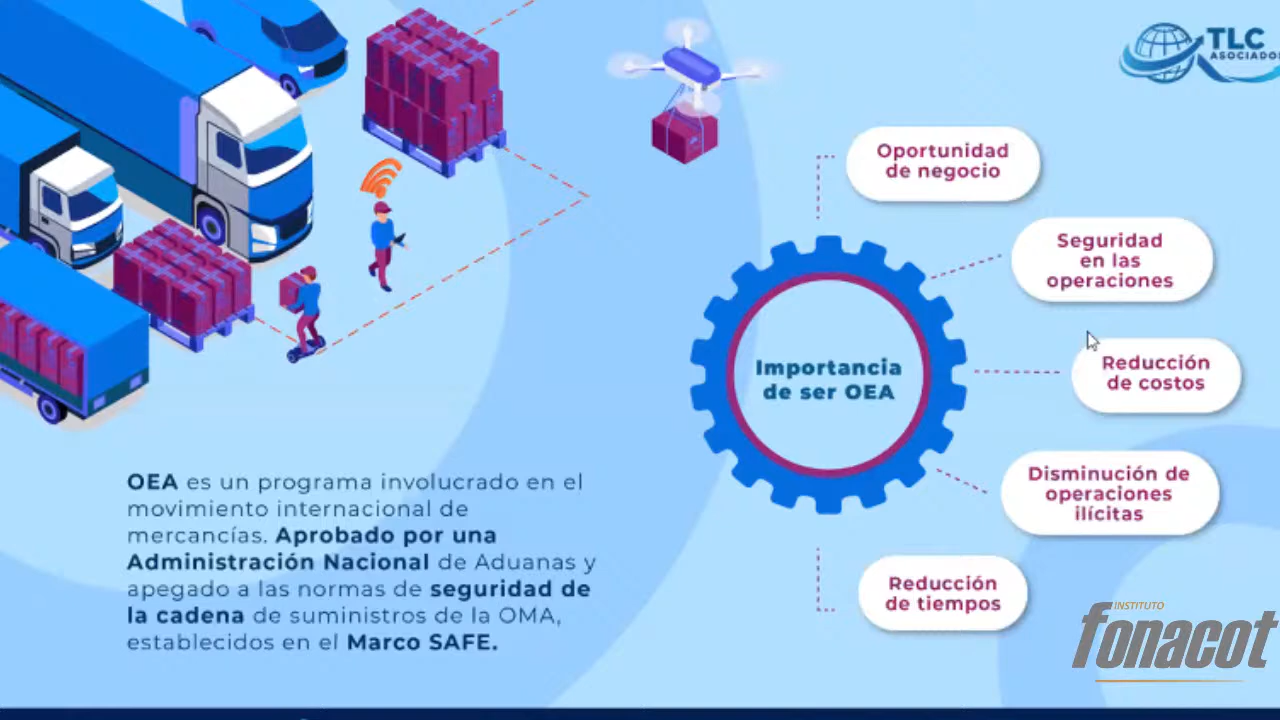 TLC
ASOCIADOS
Oportunidad
de negocio
Seguridad
en las
operaciones
Importancia
de ser OEA
Reducción
de costos
Disminución de
operaciones
ilícitas
Reducción
de tiempos
OEA es un programa involucrado en el
movimiento internacional de
mercancías. Aprobado por una
Administración Nacional de Aduanas y
apegado a las normas de seguridad de
la cadena de suministros de la OMA,
establecidos en el Marco SAFE.
INSTITUTO
fonacot